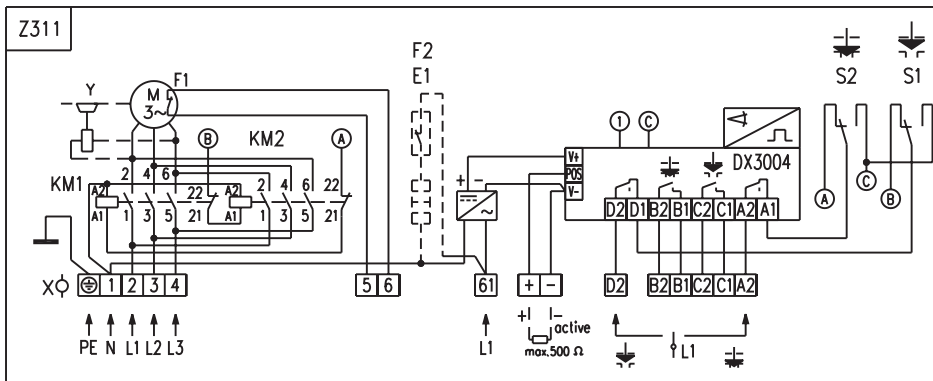 Z311
F2
E1
S2 S1
Y
M
3~
F1
B
KM2
A
1 C
V+
POS
V-
DX3004
+ -
2 4 6
22
2 4 6 22
KM1
A2
A1
1 3 5
21
A2
A1
1 3 5 21
D2 D1 B2 B1 C2 C1 A2 A1
A
C
B
X
1 2 3 4
5 6
61
+ -
D2
B2 B1 C2 C1 A2
PE N L1 L2 L3
L1
+ -
active
max.500 Ω
L1